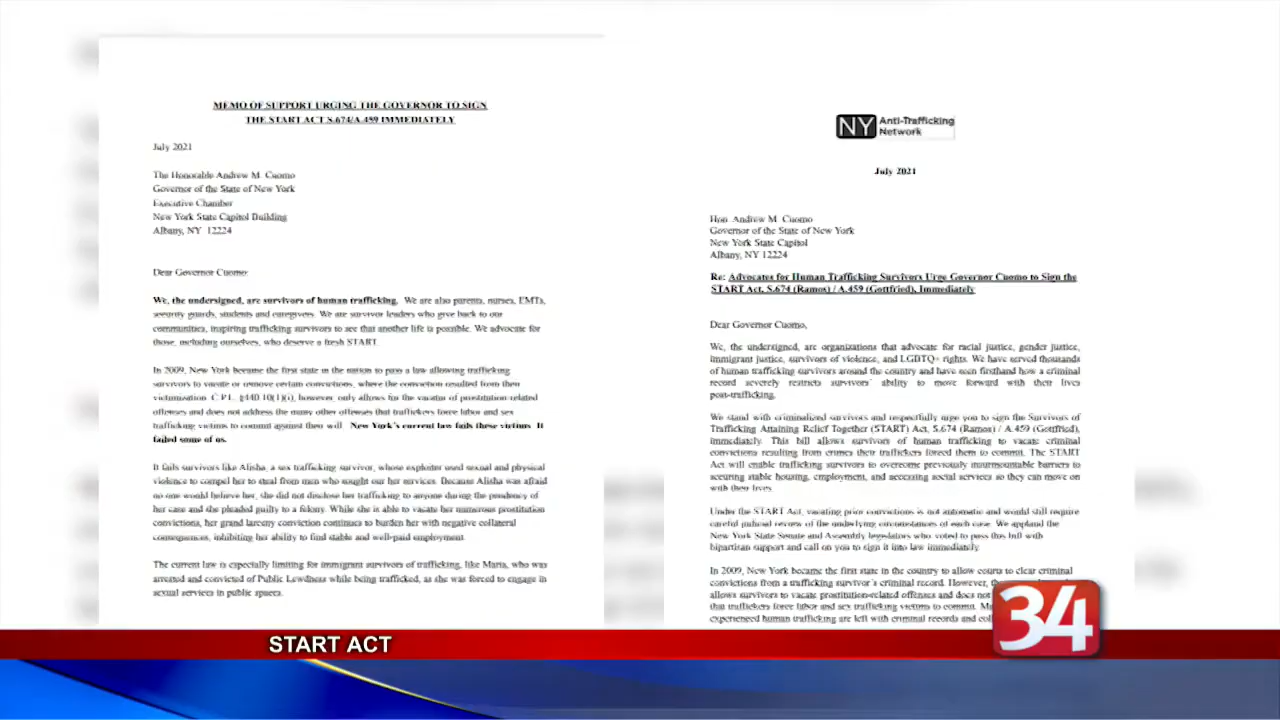 MEMO OF SUPPORT URGING THE GOVERNOR TO SIGN
THE START ACT S.674/A.459 IMMEDIATELY
July 2021
The Honorable Andrew M. Cuomo
Governor of the State of New York
Executive Chamber
New York State Capitol Building
Albany, NY 12224
Dear Governor Cuomo:
We, the undersigned, are survivors of human trafficking. We are also parents, nurses, EMTs,
security guards, students and caregivers. We are survivor leaders who give back to our
communities, inspiring trafficking survivors to see that another life is possible. We advocate for
those, including ourselves, who deserve a fresh START.
In 2009, New York became the first state in the nation to pass a law allowing trafficking
survivors to vacate or remove certain convictions, where the conviction resulted from their
victimization. C.P.L. §440.10(1)(i), however, only allows for the vacatur of prostitution-related
offenses and does not address the many other offenses that traffickers force labor and sex
trafficking victims to commit against their will. New York's current law fails these victims. It
failed some of us.
It fails survivors like Alisha, a sex trafficking survivor, whose exploiter used sexual and physical
violence to compel her to steal from men who sought our her services. Because Alisha was afraid
no one would believe her, she did not disclose her trafficking to anyone during the pendency of
her case and she pleaded guilty to a felony. While she is able to vacate her numerous prostitution
convictions, her grand larceny conviction continues to burden her with negative collateral
consequences, inhibiting her ability to find stable and well-paid employment.
The current law is especially limiting for immigrant survivors of trafficking, like Maria, who was
arrested and convicted of Public Lewdness while being trafficked, as she was forced to engage in
sexual services in public spaces.
NY Anti-Trafficking
Network
July 2021
Hon. Andrew M. Cuomo
Governor of the State of New York
New York State Capitol
Albany, NY 12224
Re: Advocates for Human Trafficking Survivors Urge Governor Cuomo to Sign the
START Act, S.674 (Ramos) / A.459 (Gottfried), Immediately
Dear Governor Cuomo,
We, the undersigned, are organizations that advocate for racial justice, gender justice,
immigrant justice, survivors of violence, and LGBTQ+ rights. We have served thousands
of human trafficking survivors around the country and have seen firsthand how a criminal
record severely restricts survivors' ability to move forward with their lives
post-trafficking.
We stand with criminalized survivors and respectfully urge you to sign the Survivors of
Trafficking Attaining Relief Together (START) Act, S.674 (Ramos) / A.459 (Gottfried),
immediately. This bill allows survivors of human trafficking to vacate criminal
convictions resulting from crimes their traffickers forced them to commit. The START
Act will enable trafficking survivors to overcome previously insurmountable barriers to
securing stable housing, employment, and accessing social services so they can move on
with their lives.
Under the START Act, vacating prior convictions is not automatic and would still require
careful judicial review of the underlying circumstances of each case. We applaud the
New York State Senate and Assembly legislators who voted to pass this bill with
bipartisan support and call on you to sign it into law immediately.
In 2009, New York became the first state in the country to allow courts to clear criminal
convictions from a trafficking survivor's criminal record. However,
allows survivors to vacate prostitution-related offenses and does not
that traffickers force labor and sex trafficking victims to commit.
experienced human trafficking are left with criminal records and
34
START ACT